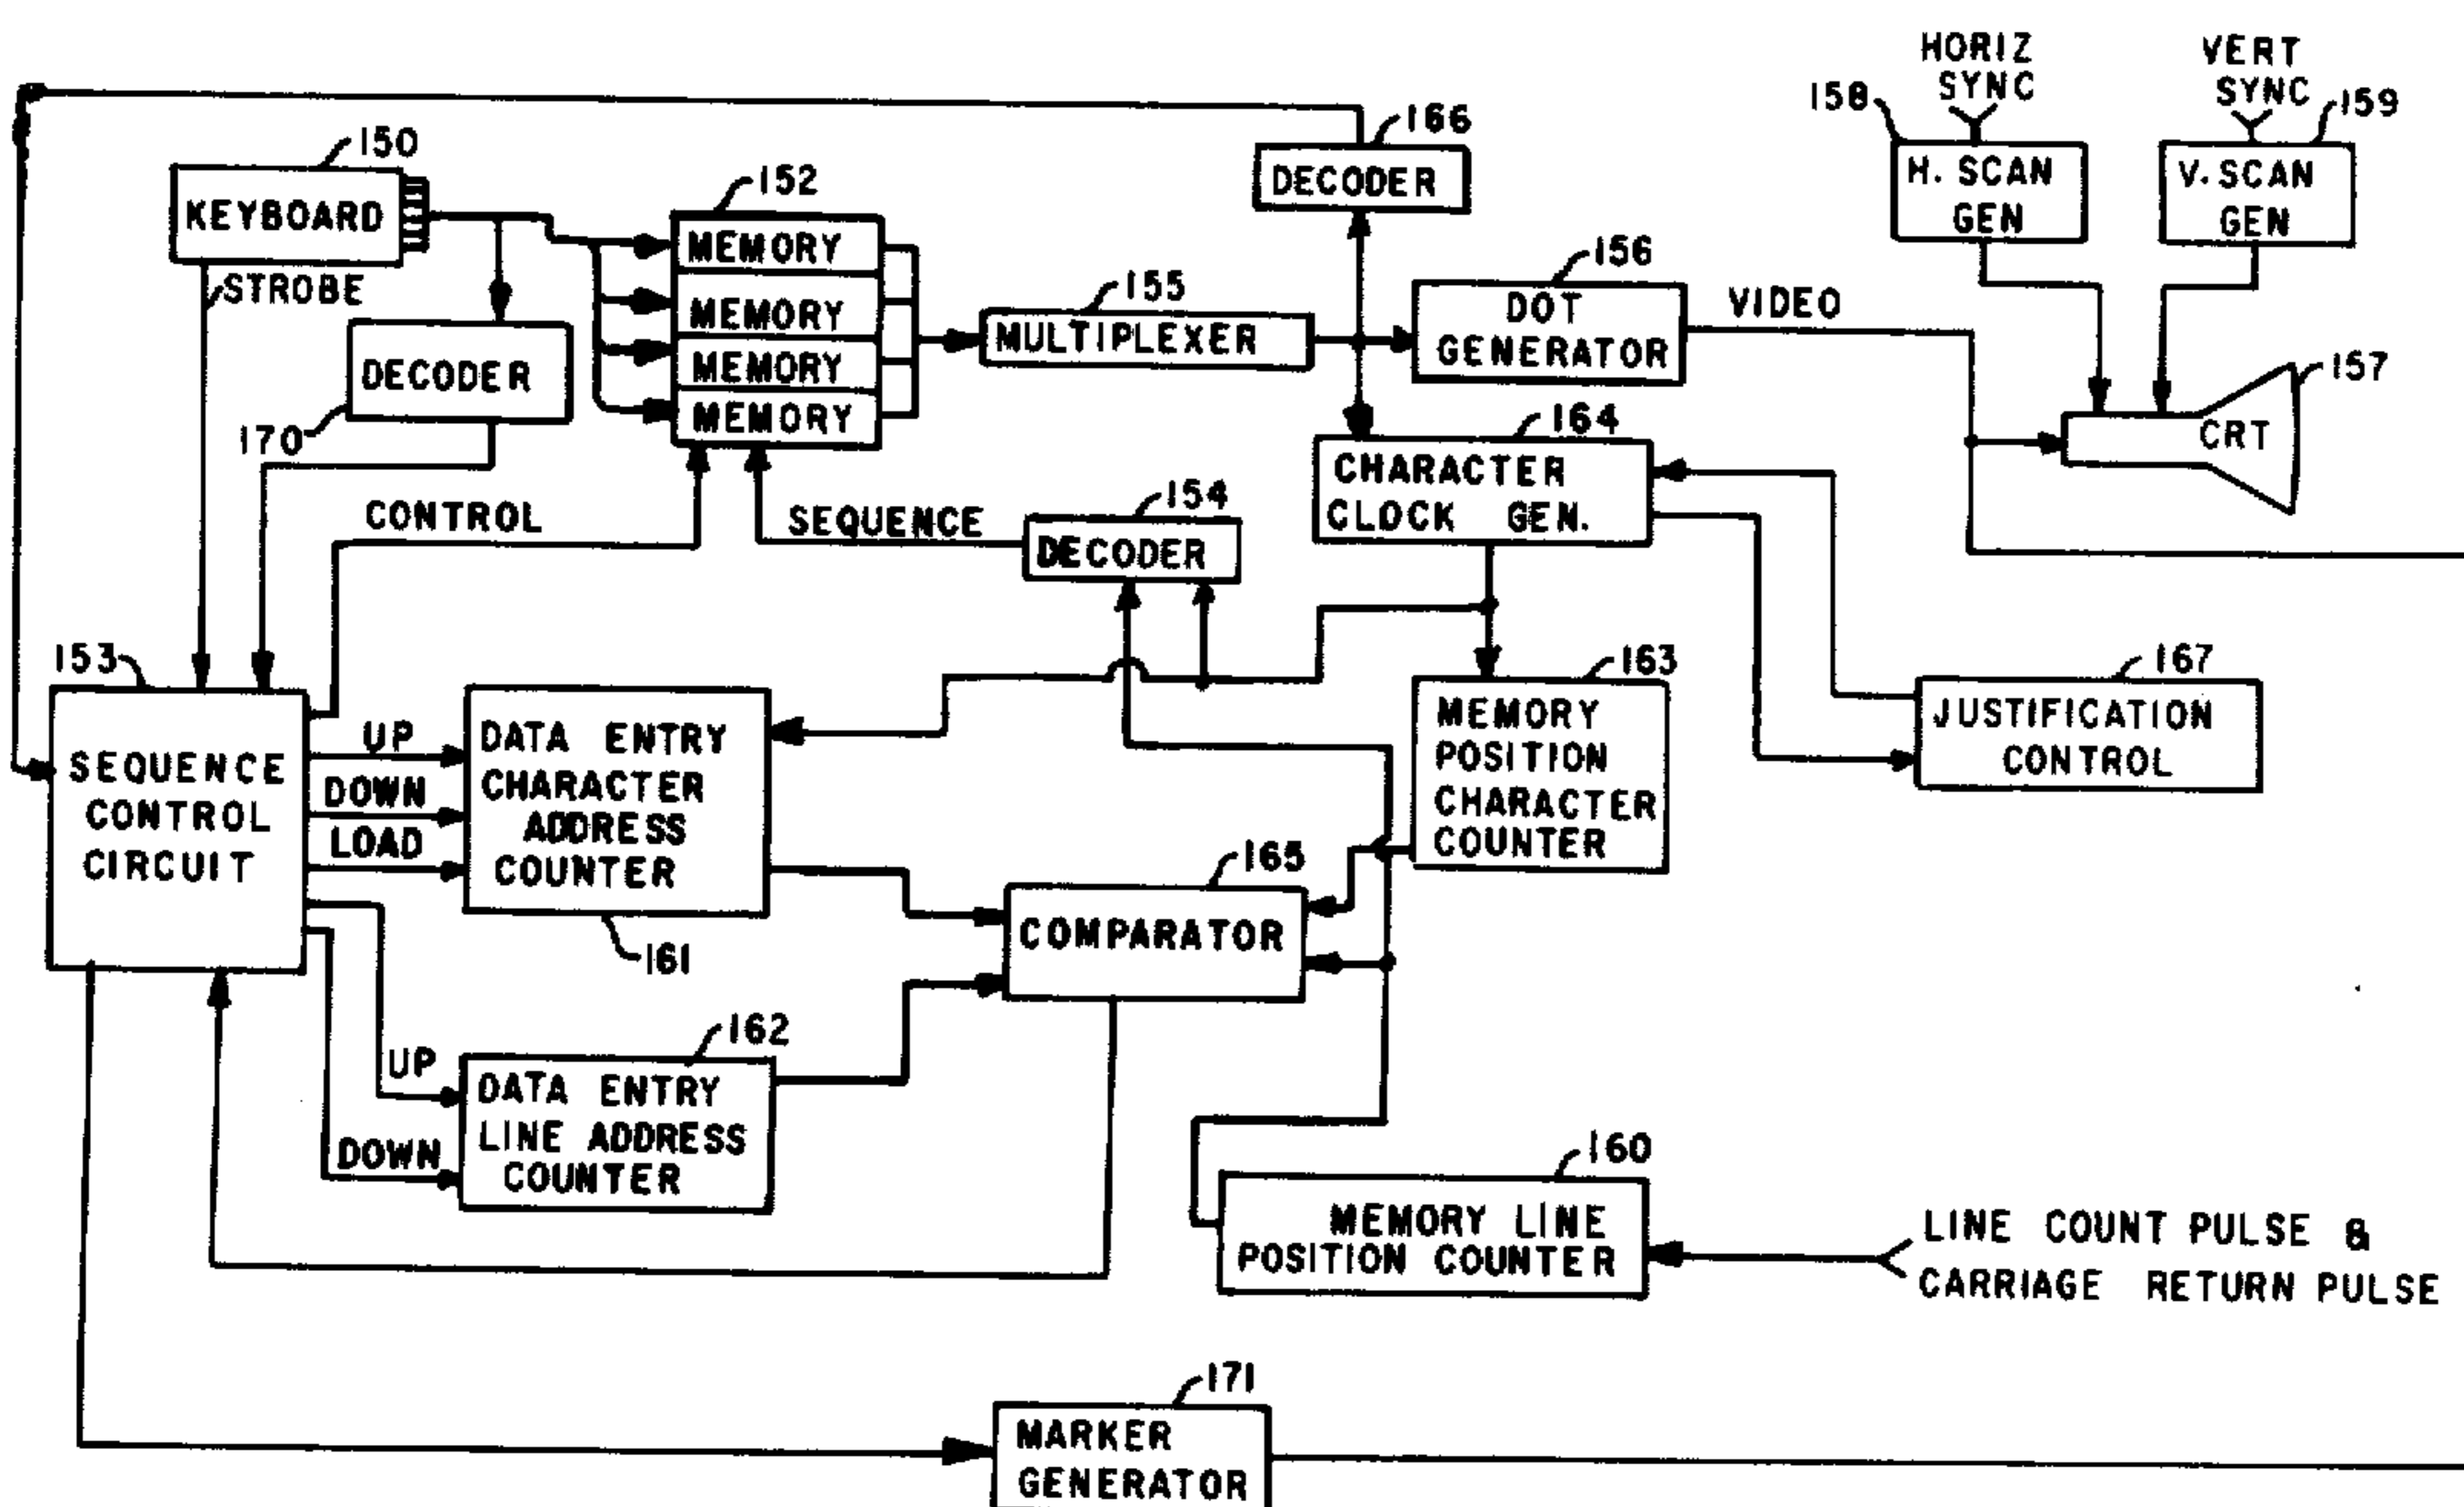 HORIZ
SYNC
VERT
SYNC
158
159
166
150
DECODER
H. SCAN
GEN
V. SCAN
GEN
KEYBOARD
152
MEMORY
MEMORY
MEMORY
MEMORY
STROBE
155
MULTIPLEXER
156
DOT
GENERATOR
VIDEO
157
CRT
DECODER
170
164
CHARACTER
CLOCK GEN.
CONTROL
SEQUENCE
154
DECODER
153
SEQUENCE
CONTROL
CIRCUIT
UP
DOWN
LOAD
DATA ENTRY
CHARACTER
ADDRESS
COUNTER
161
163
MEMORY
POSITION
CHARACTER
COUNTER
167
JUSTIFICATION
CONTROL
165
COMPARATOR
162
UP
DOWN
DATA ENTRY
LINE ADDRESS
COUNTER
160
MEMORY LINE
POSITION COUNTER
LINE COUNT PULSE &
CARRIAGE RETURN PULSE
171
MARKER
GENERATOR